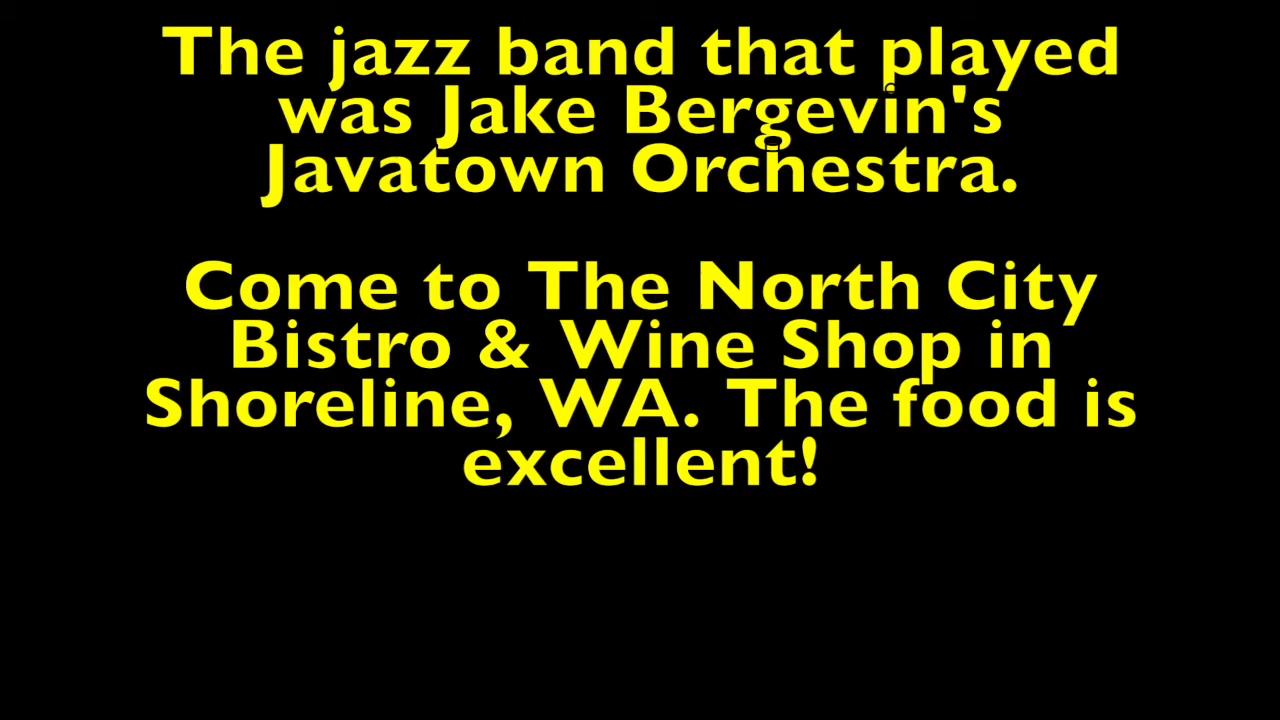 The jazz band that played
was Jake Bergevin's
Javatown Orchestra.
Come to The North City
Bistro & Wine Shop in
Shoreline, WA. The food is
excellent!